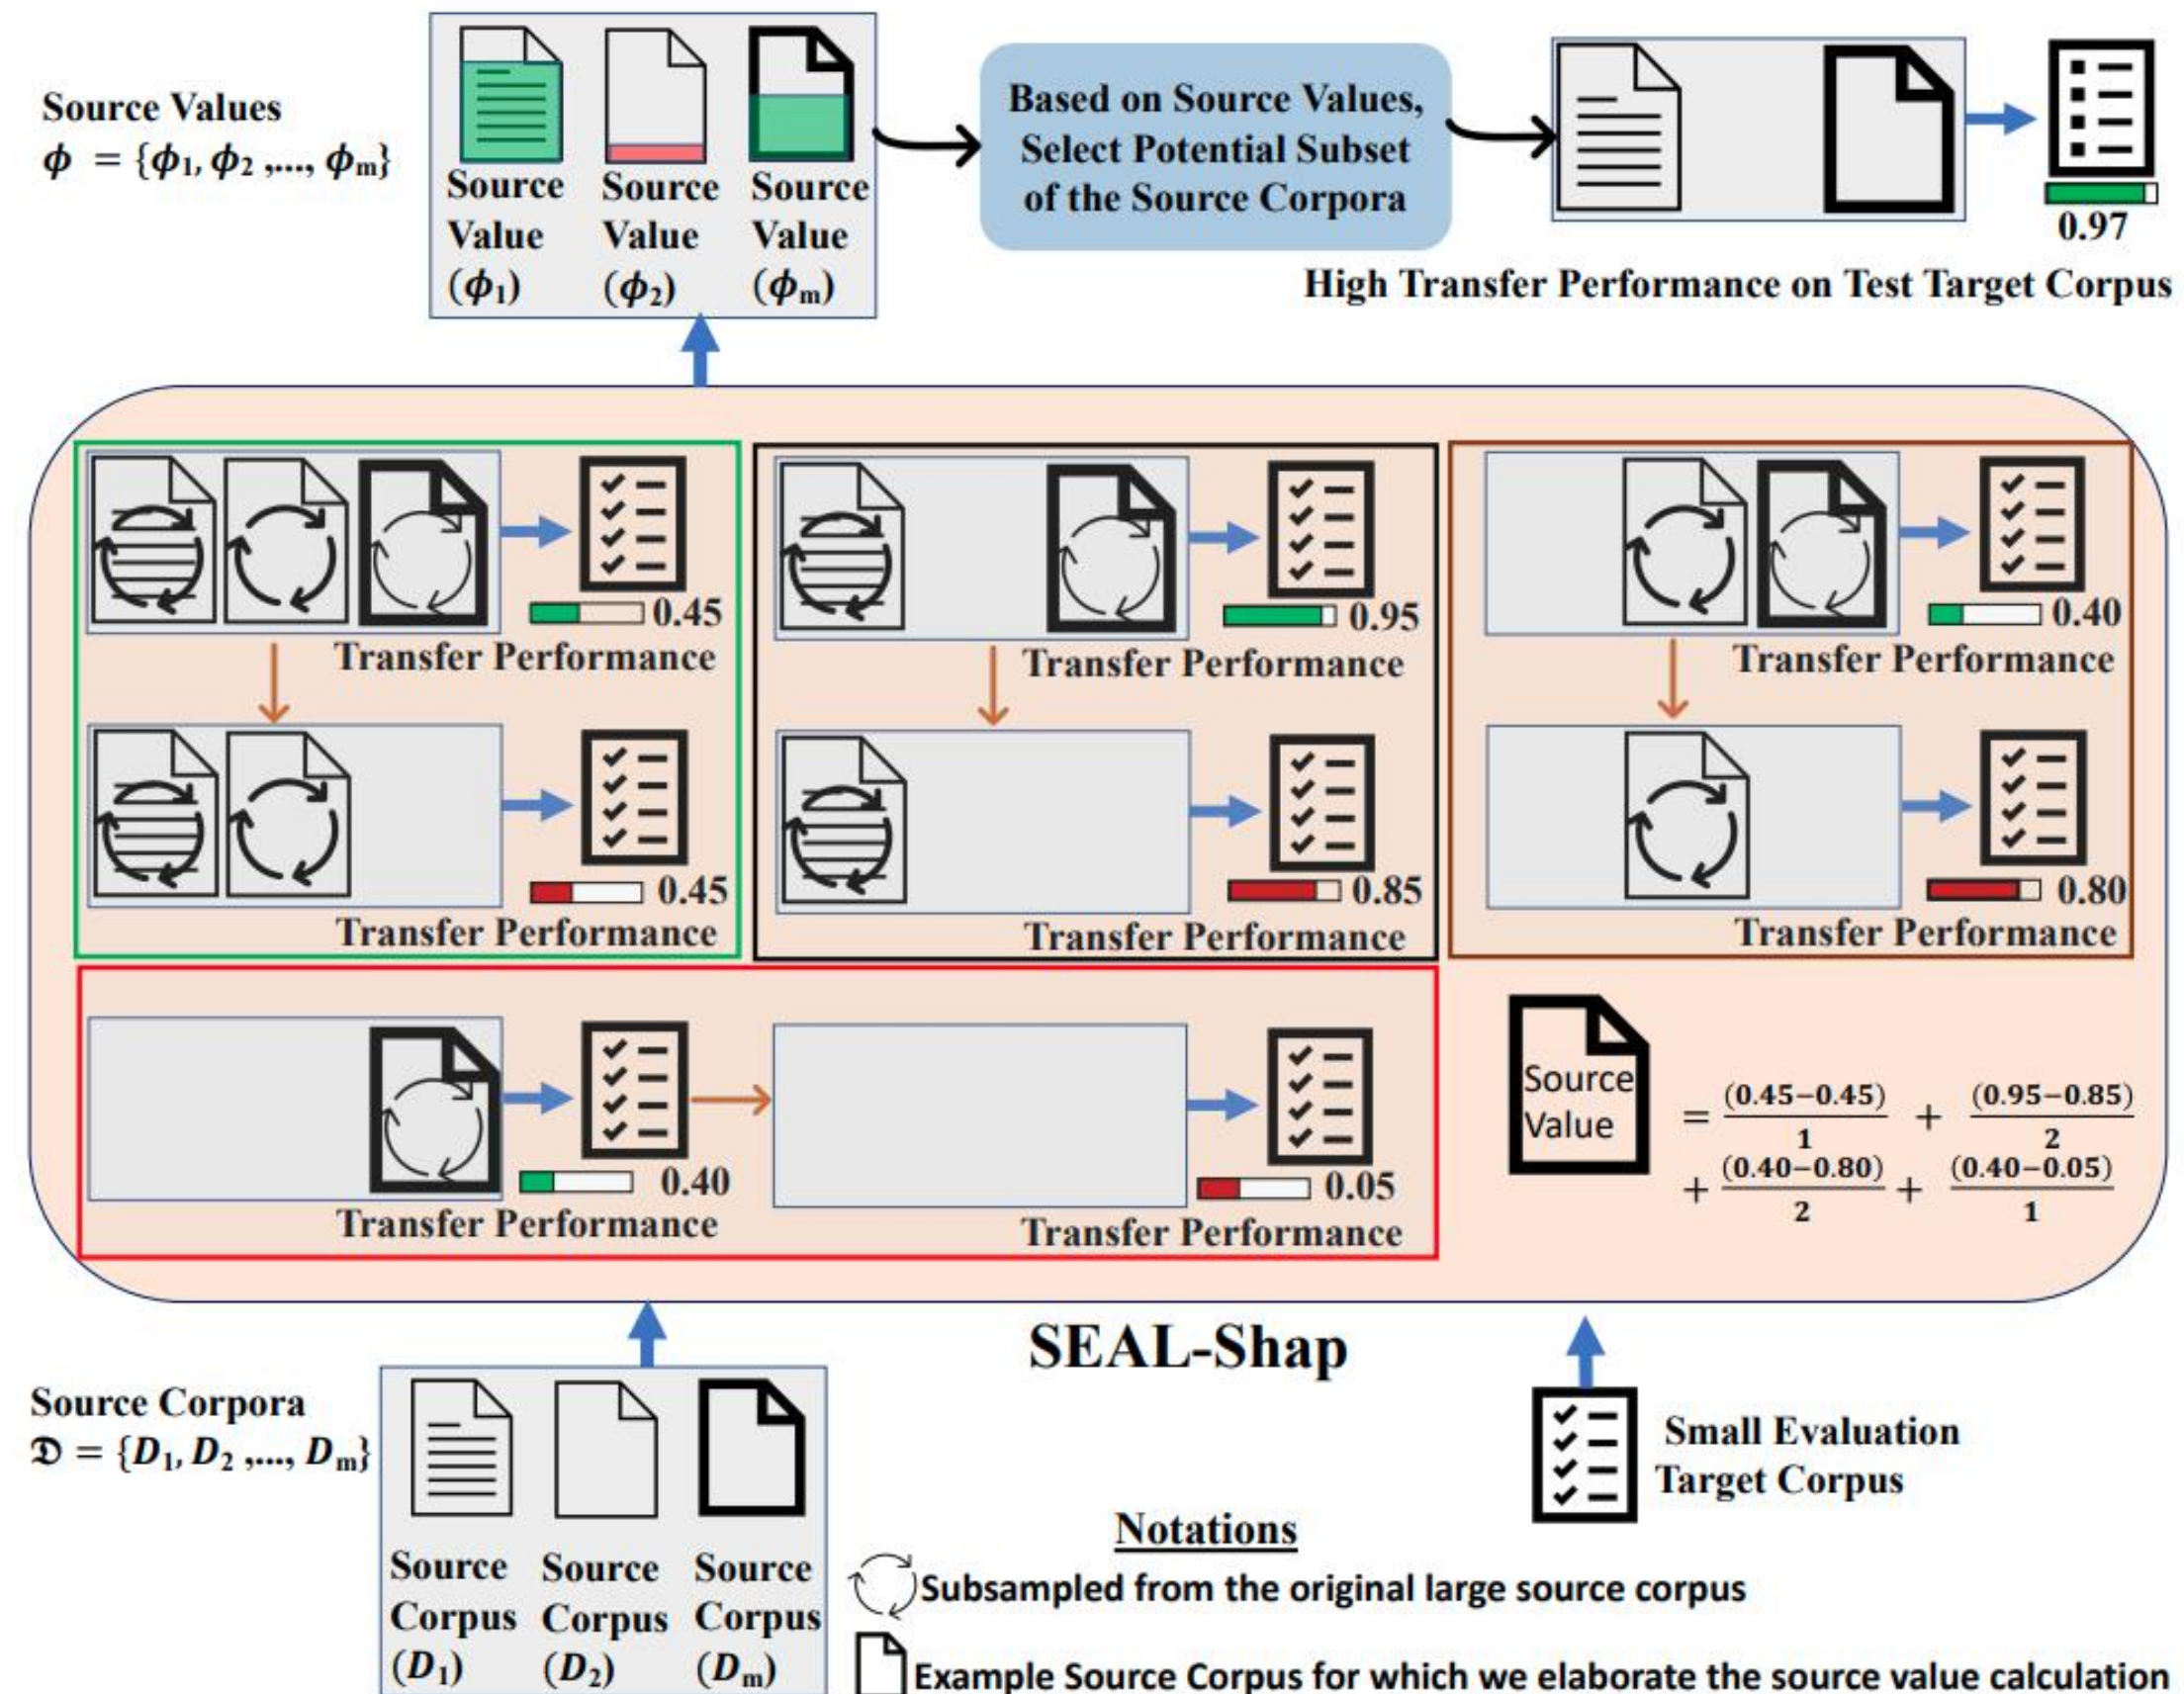 Source Values
ϕ = {ϕ₁, ϕ₂ ,..., ϕₘ}
Source Value (ϕ₁)
Source Value (ϕ₂)
Source Value (ϕₘ)
Based on Source Values,
Select Potential Subset
of the Source Corpora
0.97
High Transfer Performance on Test Target Corpus
0.45
Transfer Performance
0.95
Transfer Performance
0.40
Transfer Performance
0.45
Transfer Performance
0.85
Transfer Performance
0.80
Transfer Performance
0.40
Transfer Performance
0.05
Transfer Performance
Source
Value
= (0.45−0.45)/1 + (0.95−0.85)/2
+ (0.40−0.80)/2 + (0.40−0.05)/1
SEAL-Shap
Source Corpora
𝔇 = {D₁, D₂ ,..., Dₘ}
Source Corpus (D₁)
Source Corpus (D₂)
Source Corpus (Dₘ)
Small Evaluation
Target Corpus
Notations
Subsampled from the original large source corpus
Example Source Corpus for which we elaborate the source value calculation